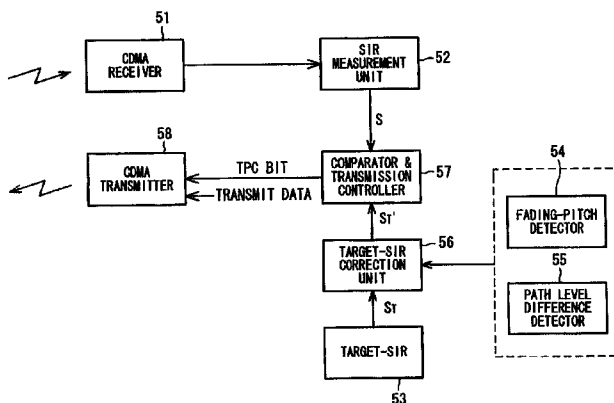 51
CDMA
RECEIVER
SIR
MEASUREMENT
UNIT
52
S
58
CDMA
TRANSMITTER
TPC BIT
TRANSMIT DATA
COMPARATOR &
TRANSMISSION
CONTROLLER
57
ST'
54
FADING-PITCH
DETECTOR
55
PATH LEVEL
DIFFERENCE
DETECTOR
56
TARGET-SIR
CORRECTION
UNIT
ST
TARGET-SIR
53